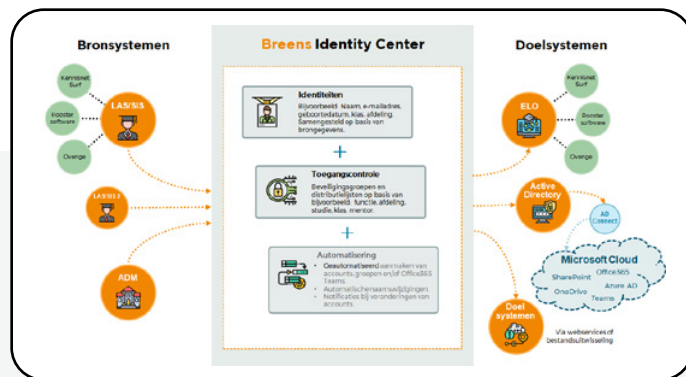 Bronsystemen
Breens Identity Center
Doelsystemen
Kennisnet
Surf
LAS/SIS
Booster
software
Overige
LAS/SIS 2
ADM
Identiteiten
Bijvoorbeeld: Naam, e-mailadres,
geboortedatum, klas, afdeling.
Samengesteld op basis van
brongegevens.
+
Toegangscontrole
Beveiligingsgroepen en
distributielijsten op basis van
bijvoorbeeld: functie, afdeling,
studie, klas, mentor.
+
Automatisering
• Geautomatiseerd aanmaken van
accounts, groepen en/of Office365
Teams
• Automatische naamswijzigingen
• Notificaties bij veranderingen van
accounts.
Kennisnet
Surf
ELO
Booster
software
Overige
Active
Directory
AD
Connect
Microsoft Cloud
SharePoint
Office365
OneDrive
Azure AD
Teams
Doel
systemen
Via webservices of
bestandsuitwisseling